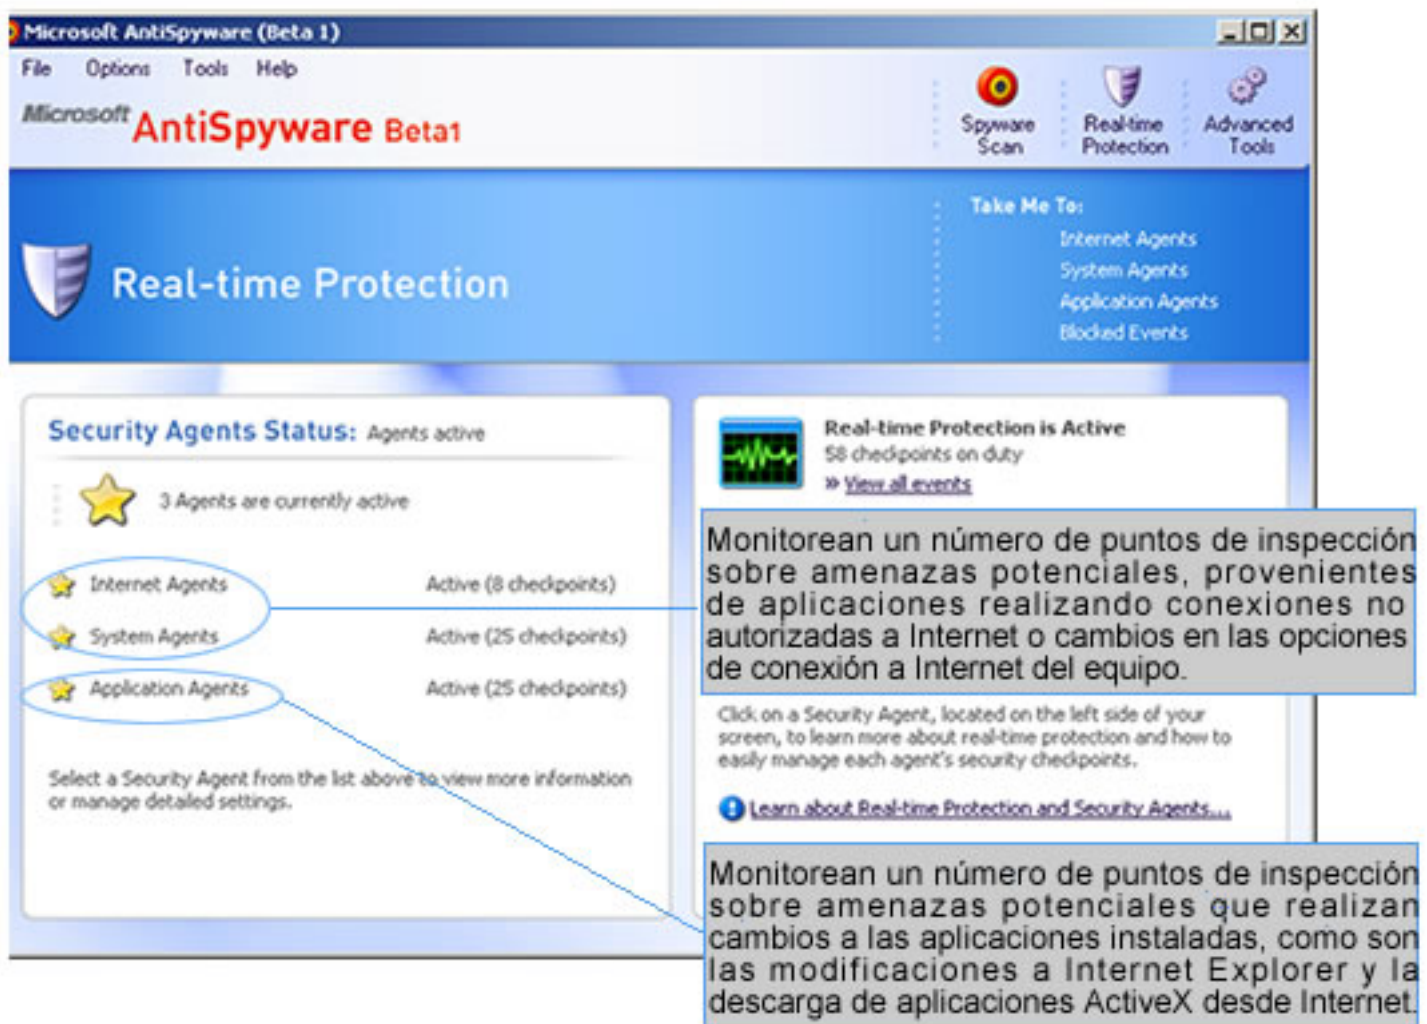 Microsoft AntiSpyware (Beta 1)
File Options Tools Help
Microsoft AntiSpyware Beta1
Spyware Scan
Real-time Protection
Advanced Tools
Real-time Protection
Take Me To:
Internet Agents
System Agents
Application Agents
Blocked Events
Security Agents Status: Agents active
3 Agents are currently active
Internet Agents Active (8 checkpoints)
System Agents Active (25 checkpoints)
Application Agents Active (25 checkpoints)
Select a Security Agent from the list above to view more information
or manage detailed settings.
Real-time Protection is Active
58 checkpoints on duty
» View all events
Monitorean un número de puntos de inspección
sobre amenazas potenciales, provenientes
de aplicaciones realizando conexiones no
autorizadas a Internet o cambios en las opciones
de conexión a Internet del equipo.
Click on a Security Agent, located on the left side of your
screen, to learn more about real-time protection and how to
easily manage each agent's security checkpoints.
Learn about Real-time Protection and Security Agents...
Monitorean un número de puntos de inspección
sobre amenazas potenciales que realizan
cambios a las aplicaciones instaladas, como son
las modificaciones a Internet Explorer y la
descarga de aplicaciones ActiveX desde Internet.